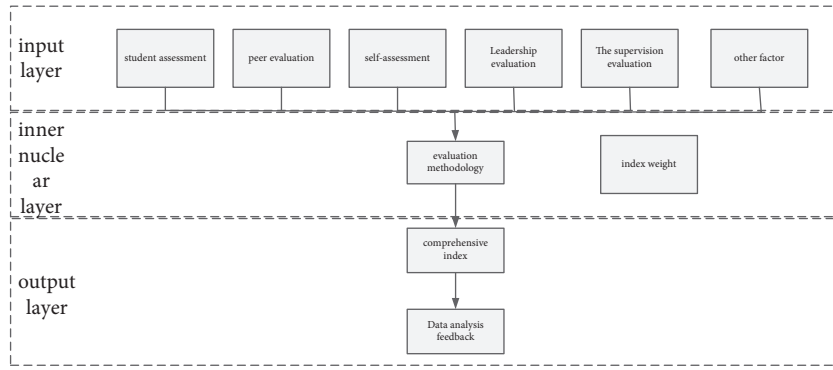 input
layer
student assessment
peer evaluation
self-assessment
Leadership
evaluation
The supervision
evaluation
other factor
inner
nucle
ar
layer
evaluation
methodology
index weight
output
layer
comprehensive
index
Data analysis
feedback